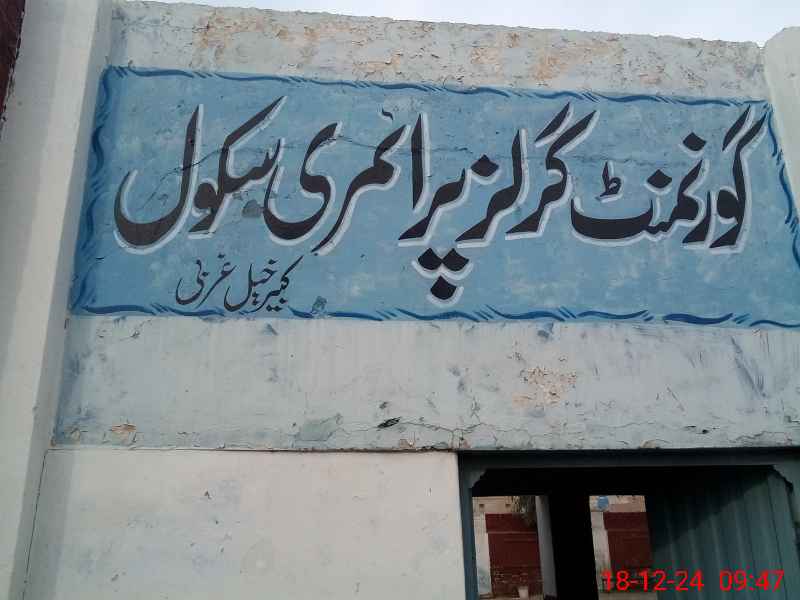 گورنمنٹ گرلز پرائمری سکول
کبیر خیل غربی
18-12-24 09:47